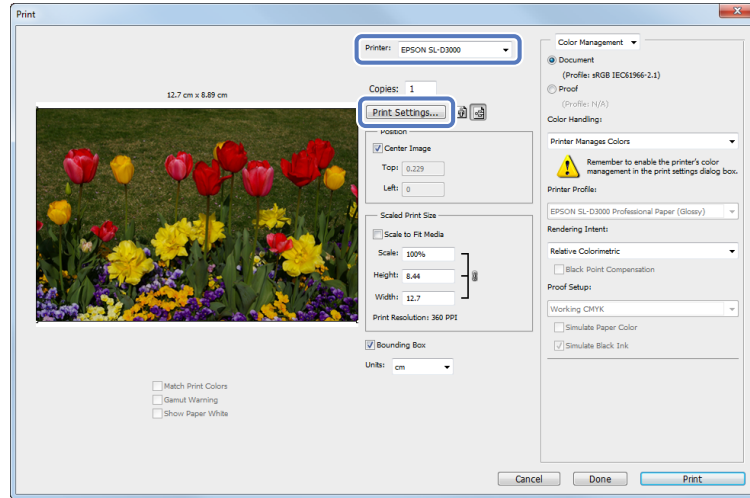 Print
Printer: EPSON SL-D3000
12.7 cm x 8.89 cm
Copies: 1
Print Settings...
Position
Center Image
Top: 0.229
Left: 0
Scaled Print Size
Scale to Fit Media
Scale: 100%
Height: 8.44
Width: 12.7
Print Resolution: 360 PPI
Bounding Box
Units: cm
Match Print Colors
Gamut Warning
Show Paper White
Color Management
Document
(Profile: sRGB IEC61966-2.1)
Proof
(Profile: N/A)
Color Handling:
Printer Manages Colors
Remember to enable the printer's color
management in the print settings dialog box.
Printer Profile:
EPSON SL-D3000 Professional Paper (Glossy)
Rendering Intent:
Relative Colorimetric
Black Point Compensation
Proof Setup:
Working CMYK
Simulate Paper Color
Simulate Black Ink
Cancel Done Print